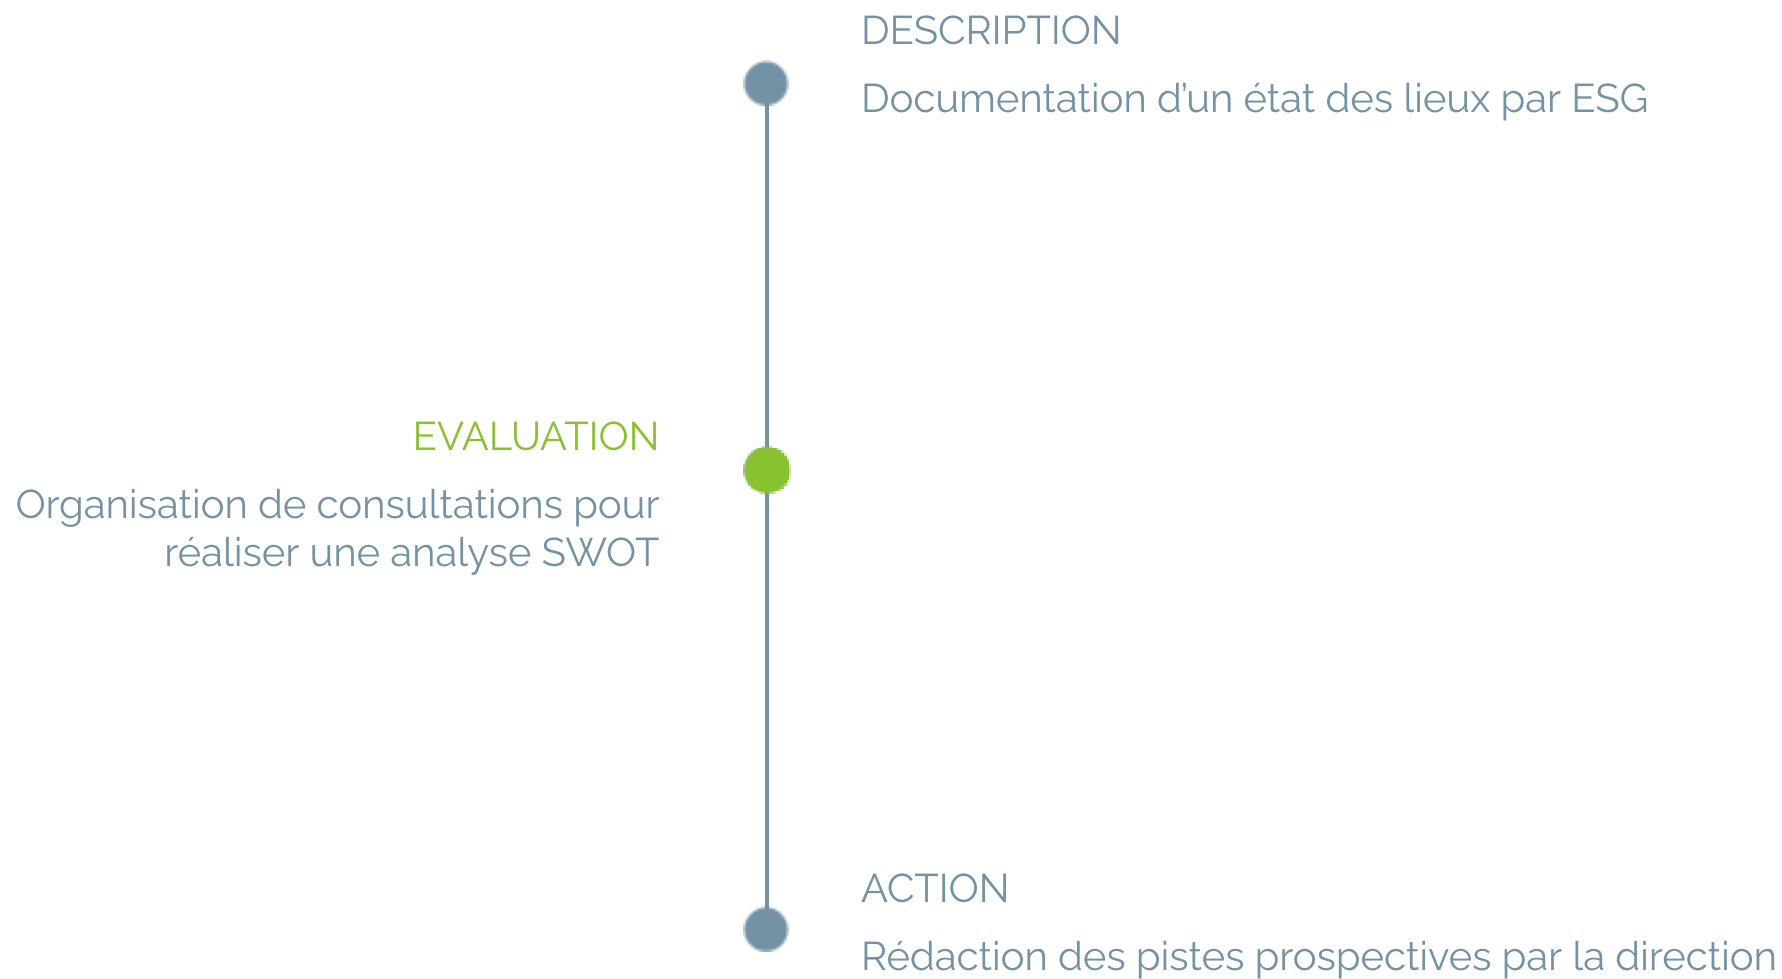 DESCRIPTION
Documentation d’un état des lieux par ESG
EVALUATION
Organisation de consultations pour
réaliser une analyse SWOT
ACTION
Rédaction des pistes prospectives par la direction